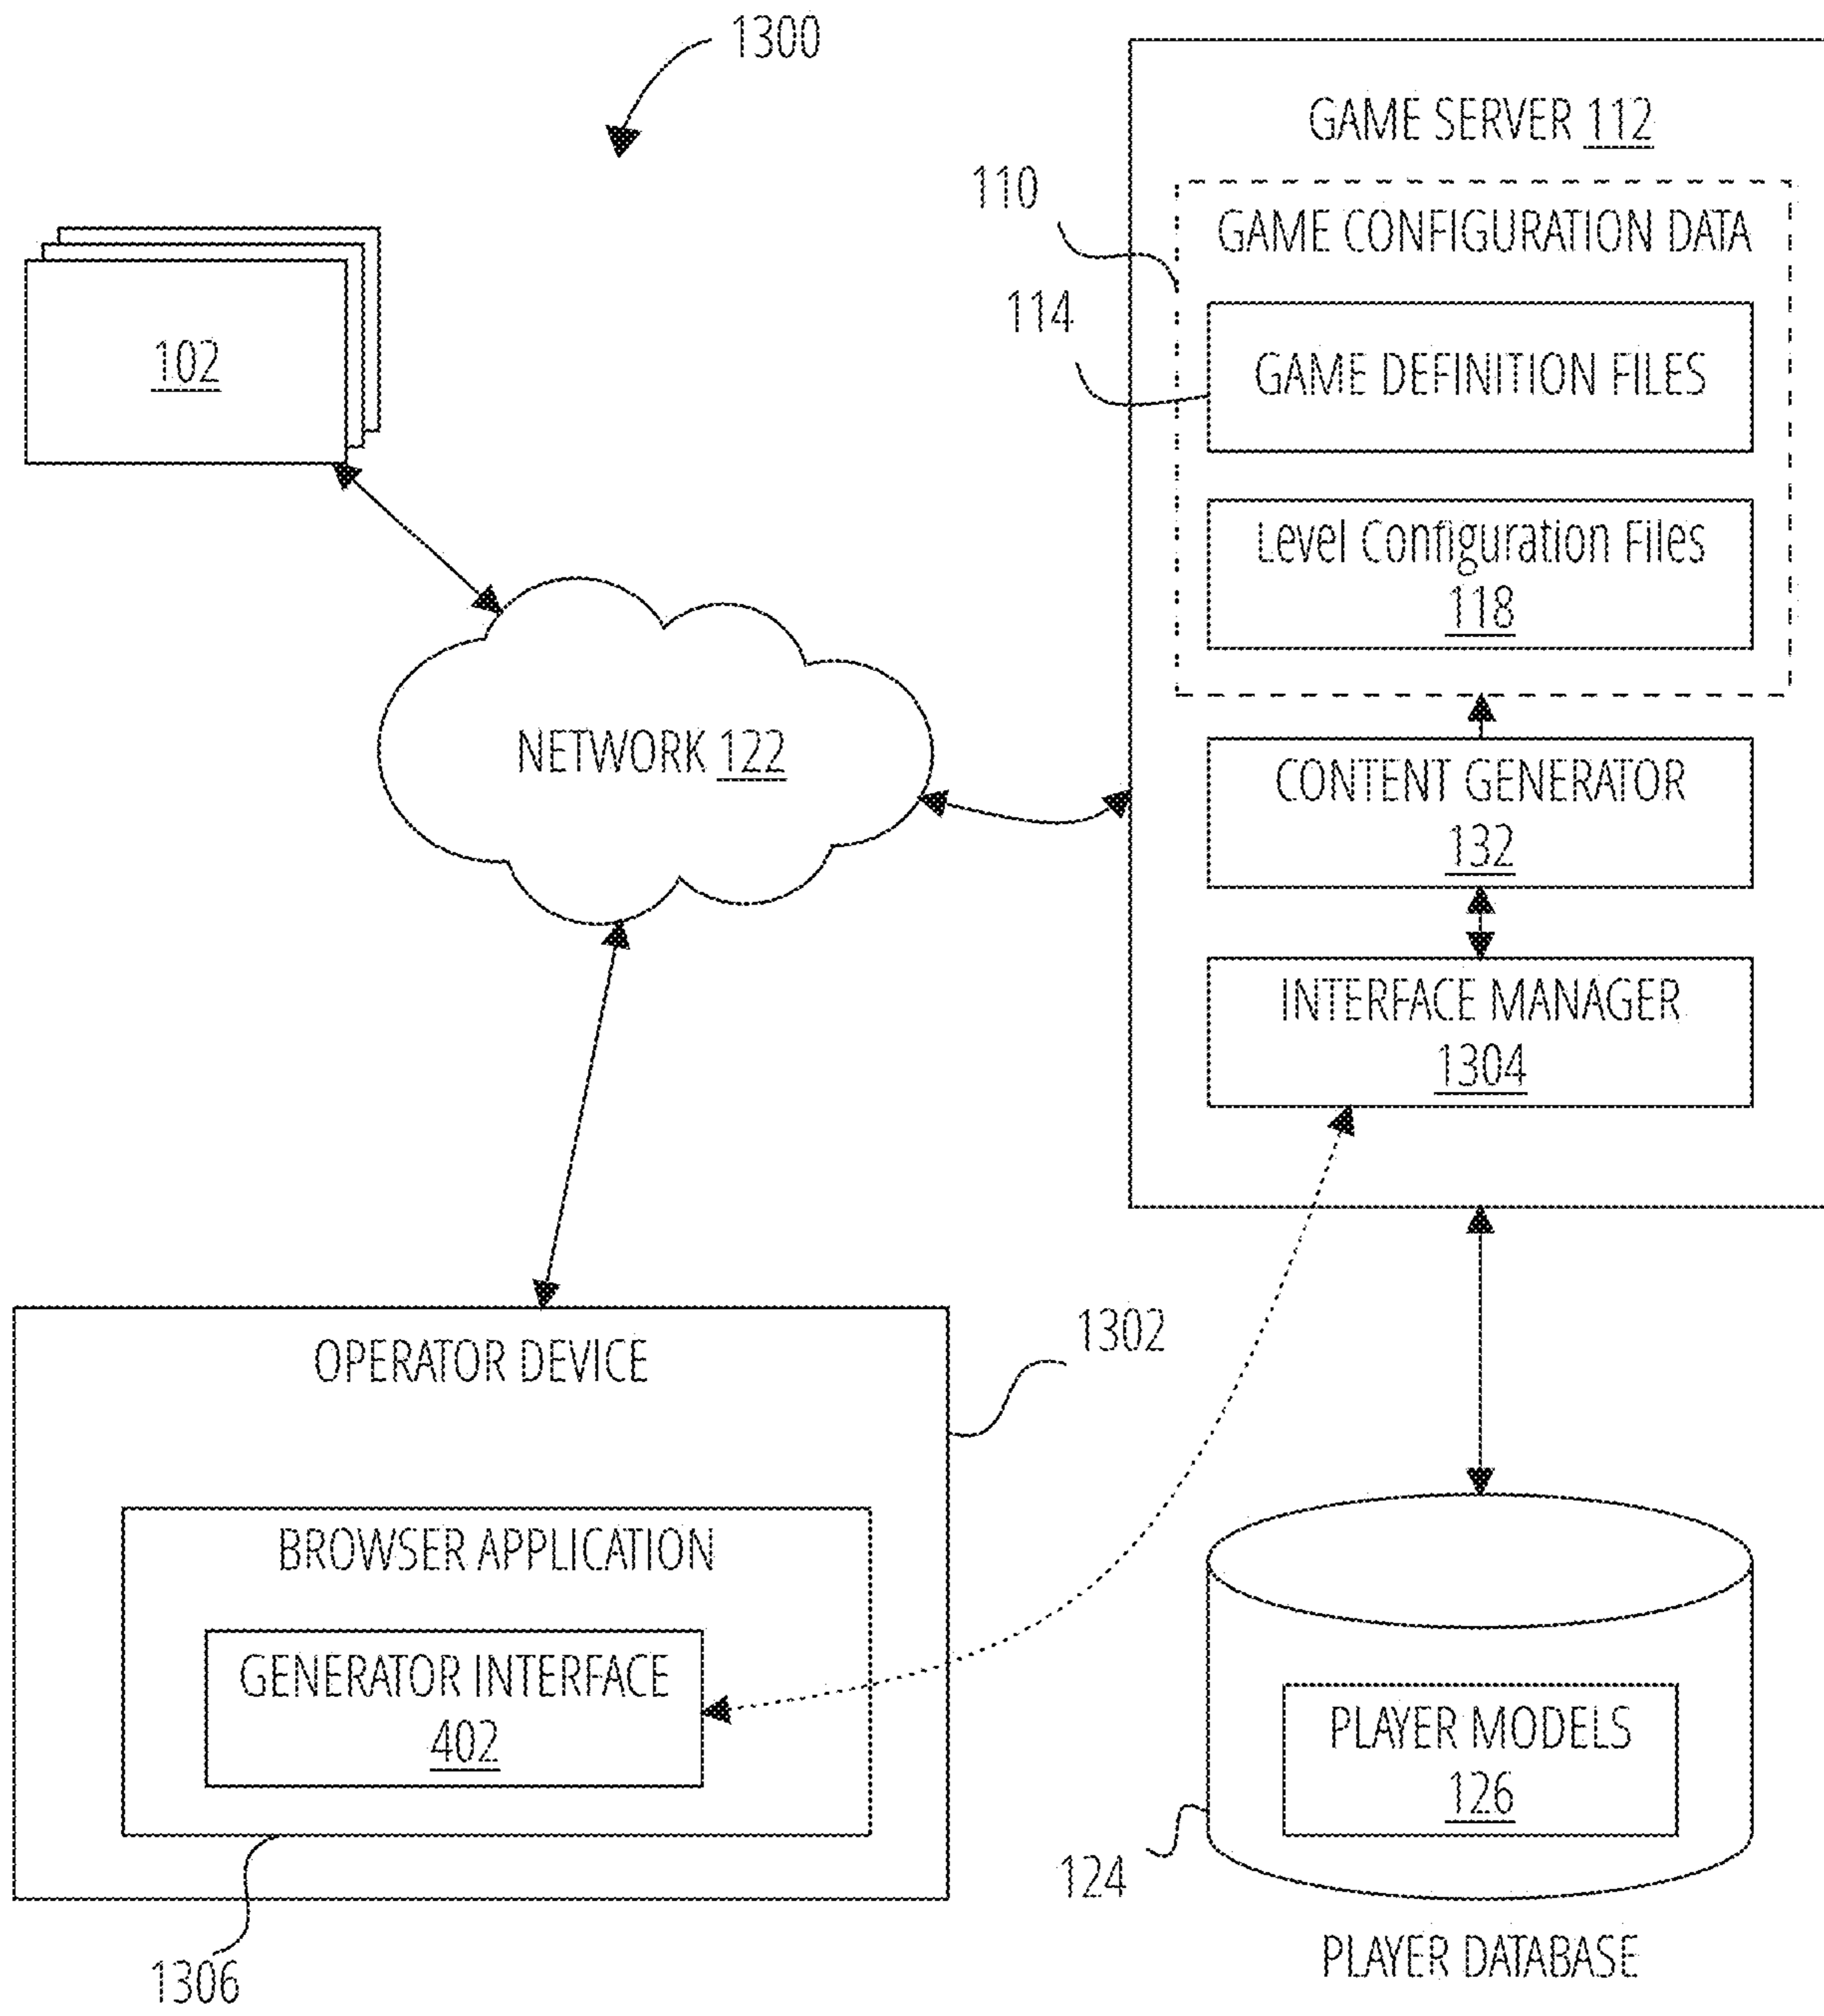 1300
GAME SERVER 112
110
GAME CONFIGURATION DATA
114
GAME DEFINITION FILES
102
Level Configuration Files
118
NETWORK 122
CONTENT GENERATOR
132
INTERFACE MANAGER
1304
1302
OPERATOR DEVICE
BROWSER APPLICATION
GENERATOR INTERFACE
402
PLAYER MODELS
126
124
1306
PLAYER DATABASE